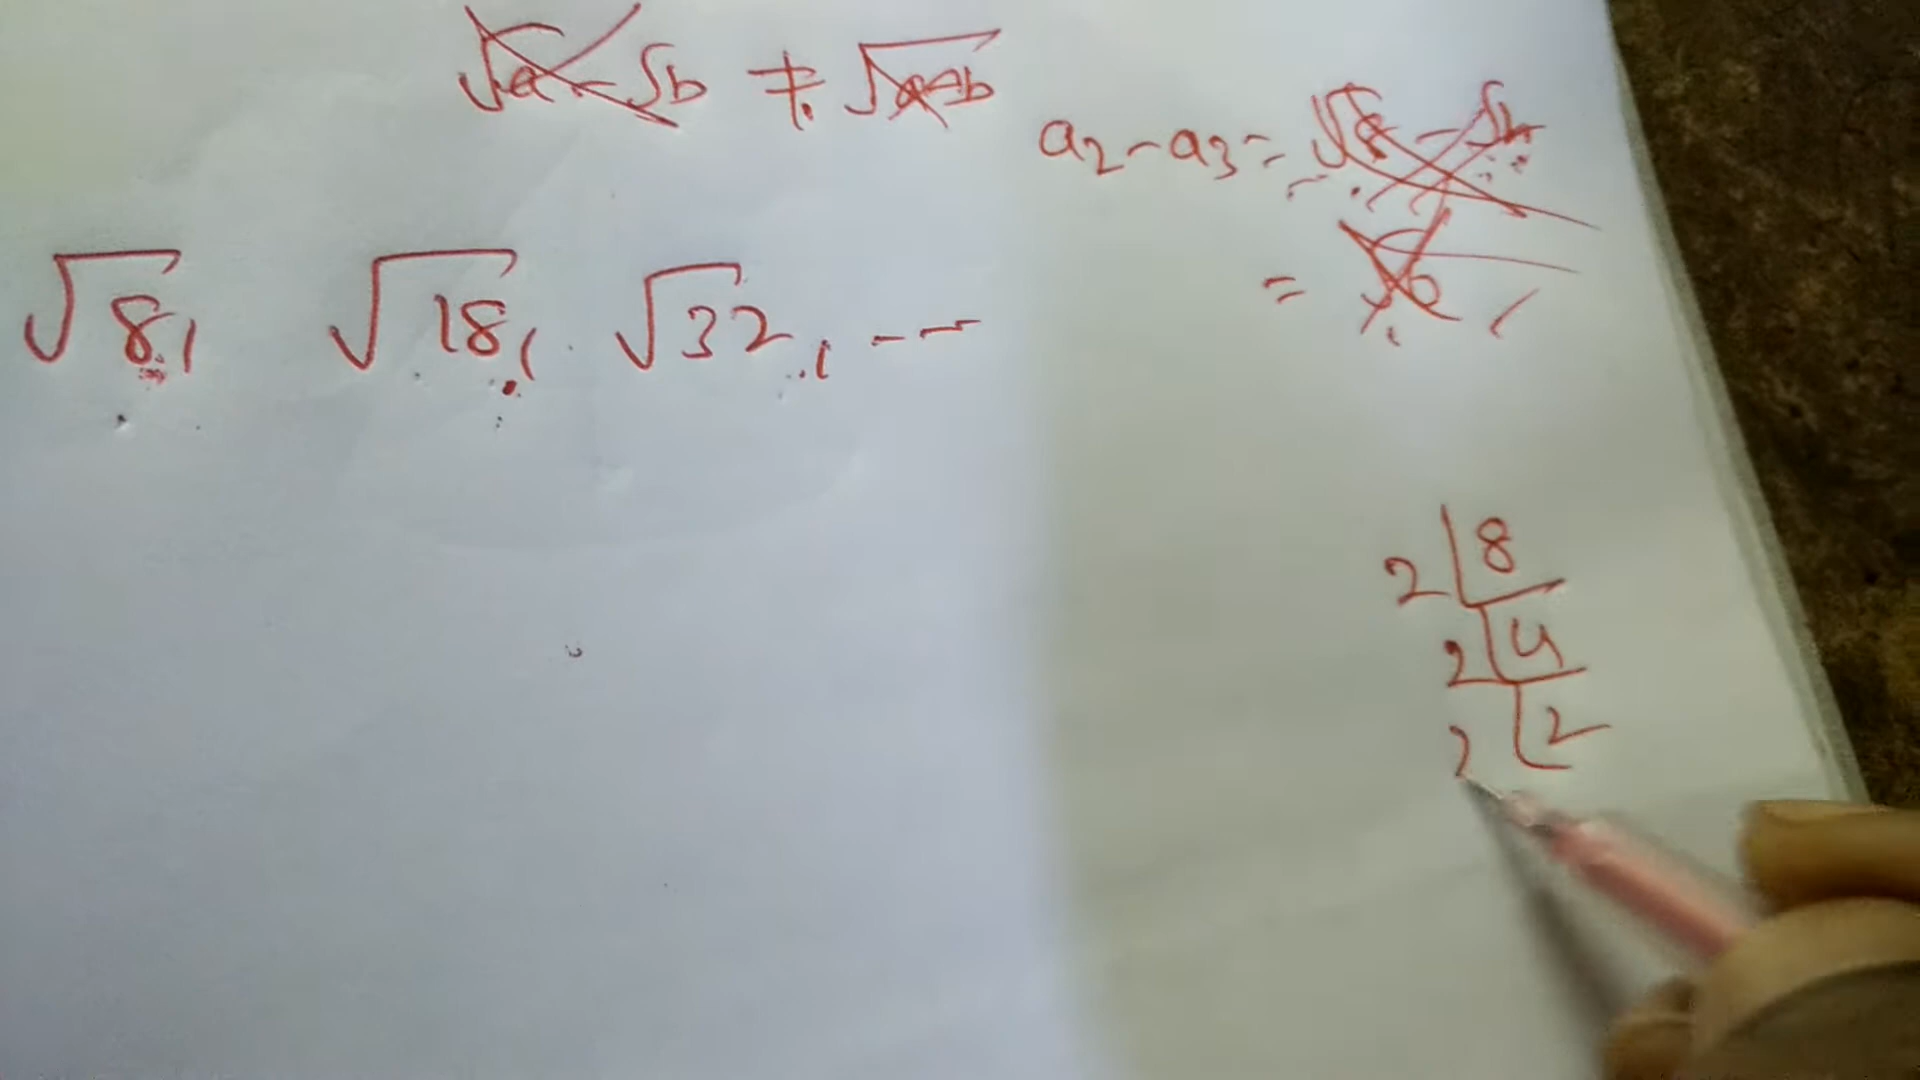 √a - √b ≠ √a-b
a₂ - a₃ = √a - √b
=
√8, √18, √32, ---
2 | 8
2 | 4
2 | 2